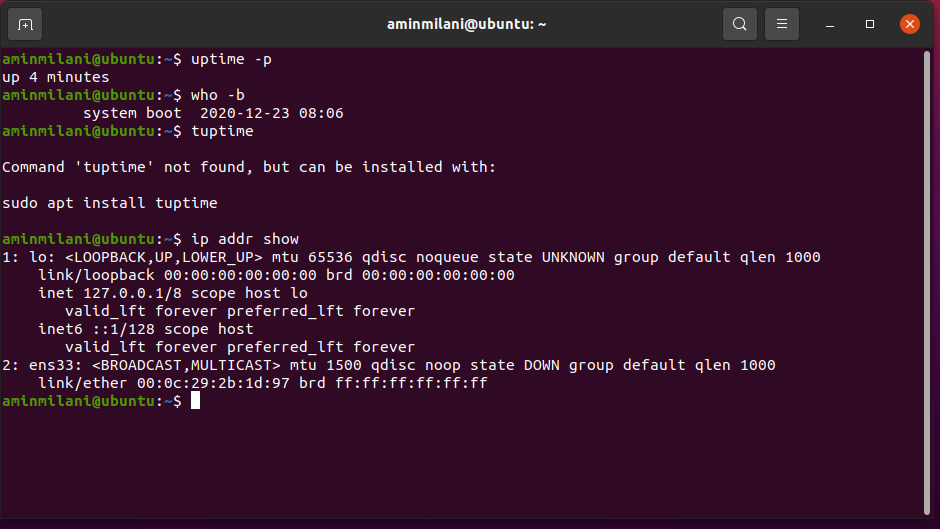 aminmilani@ubuntu: ~
aminmilani@ubuntu:~$ uptime -p
up 4 minutes
aminmilani@ubuntu:~$ who -b
         system boot  2020-12-23 08:06
aminmilani@ubuntu:~$ tuptime
Command 'tuptime' not found, but can be installed with:
sudo apt install tuptime
aminmilani@ubuntu:~$ ip addr show
1: lo: <LOOPBACK,UP,LOWER_UP> mtu 65536 qdisc noqueue state UNKNOWN group default qlen 1000
    link/loopback 00:00:00:00:00:00 brd 00:00:00:00:00:00
    inet 127.0.0.1/8 scope host lo
       valid_lft forever preferred_lft forever
    inet6 ::1/128 scope host
       valid_lft forever preferred_lft forever
2: ens33: <BROADCAST,MULTICAST> mtu 1500 qdisc noop state DOWN group default qlen 1000
    link/ether 00:0c:29:2b:1d:97 brd ff:ff:ff:ff:ff:ff
aminmilani@ubuntu:~$